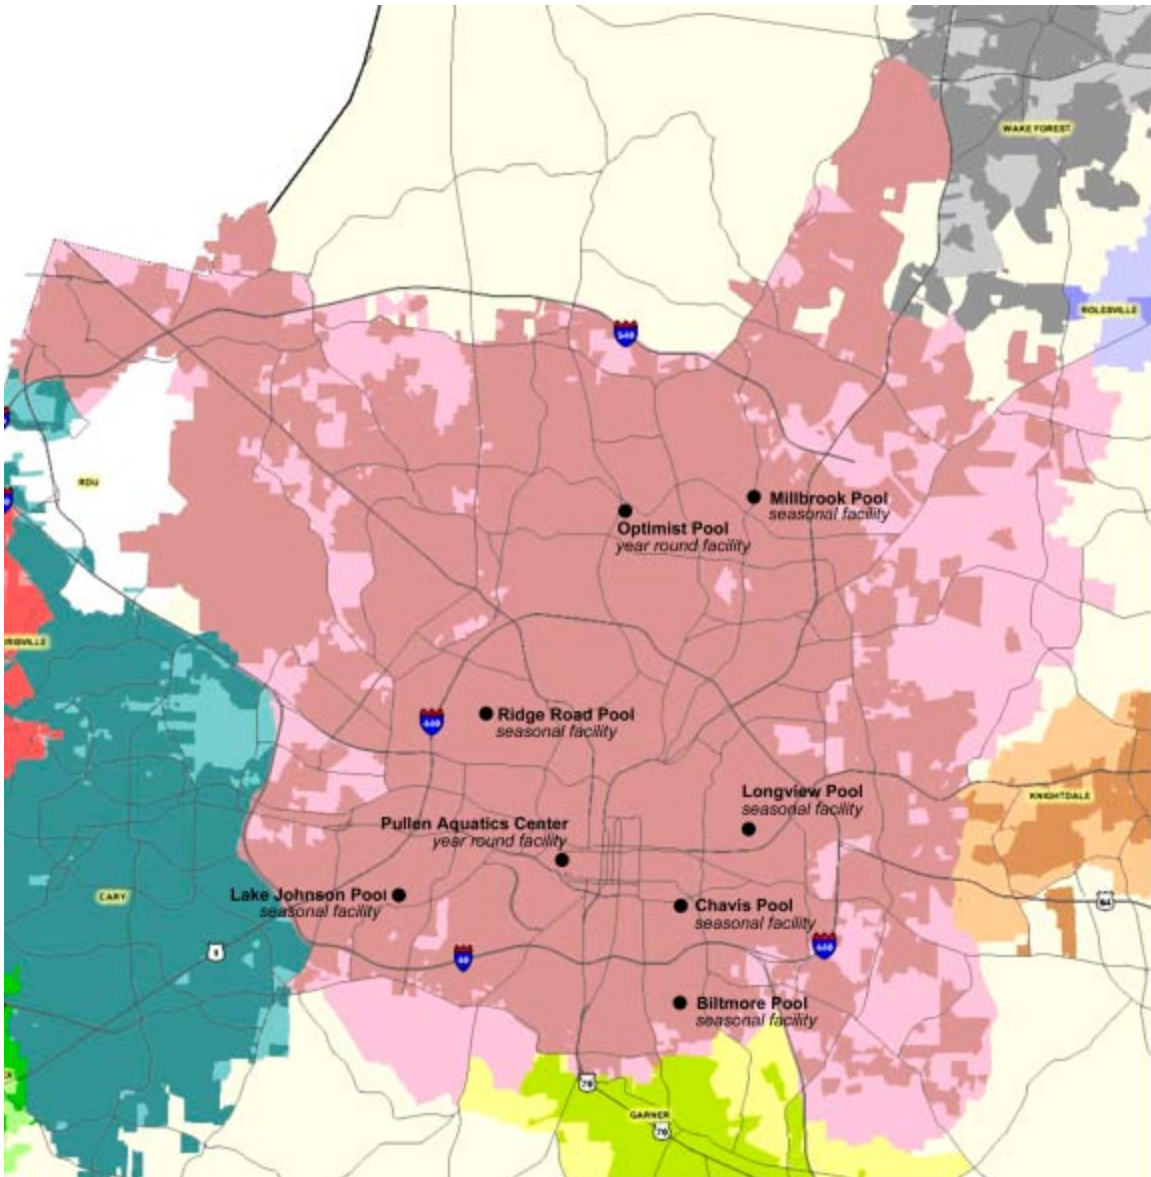 WAKE FOREST
ROLESVILLE
540
RDU
Millbrook Pool
seasonal facility
Optimist Pool
year round facility
Ridge Road Pool
seasonal facility
440
Longview Pool
seasonal facility
KNIGHTDALE
Pullen Aquatics Center
year round facility
Lake Johnson Pool
seasonal facility
CARY
64
Chavis Pool
seasonal facility
1
40
440
Biltmore Pool
seasonal facility
70
GARNER
70